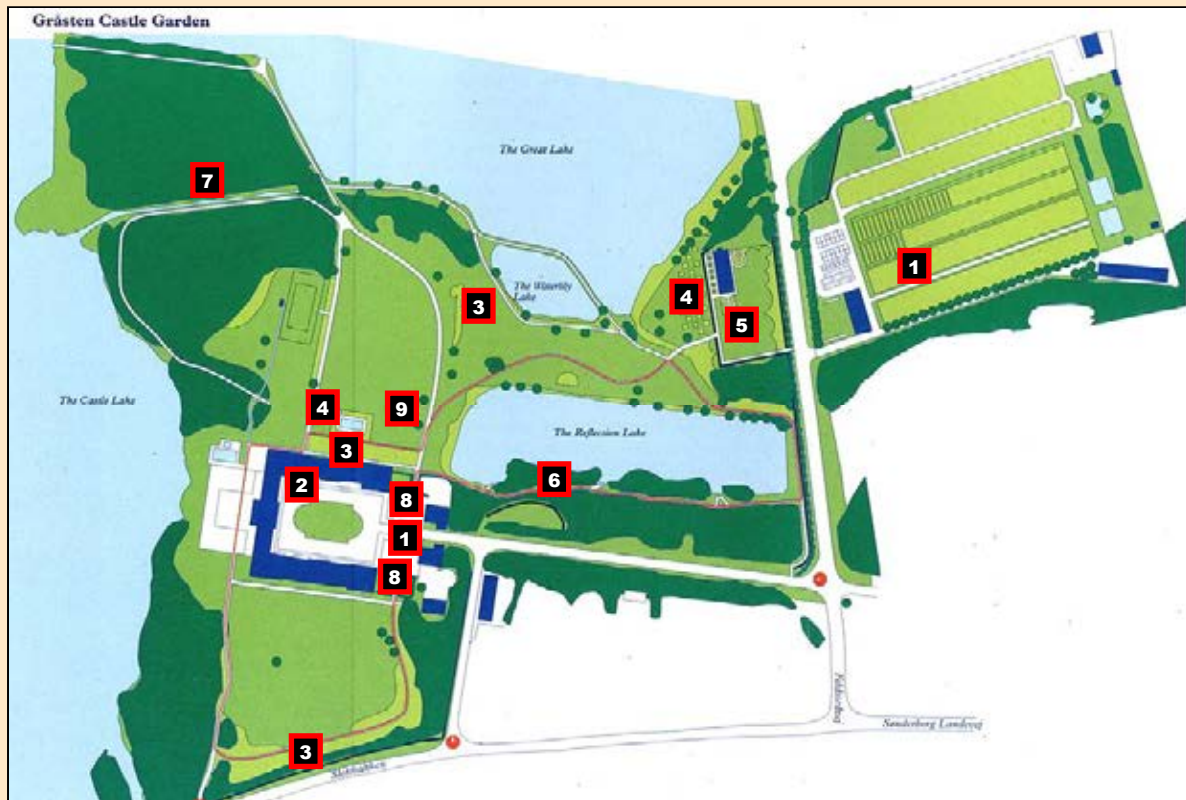 Gråsten Castle Garden
The Great Lake
7
1
The Waterlily
Lake
3
4
5
The Castle Lake
4
9
The Reflection Lake
3
2
6
8
1
8
Sønderborg Landevej
3
Slotsbakken